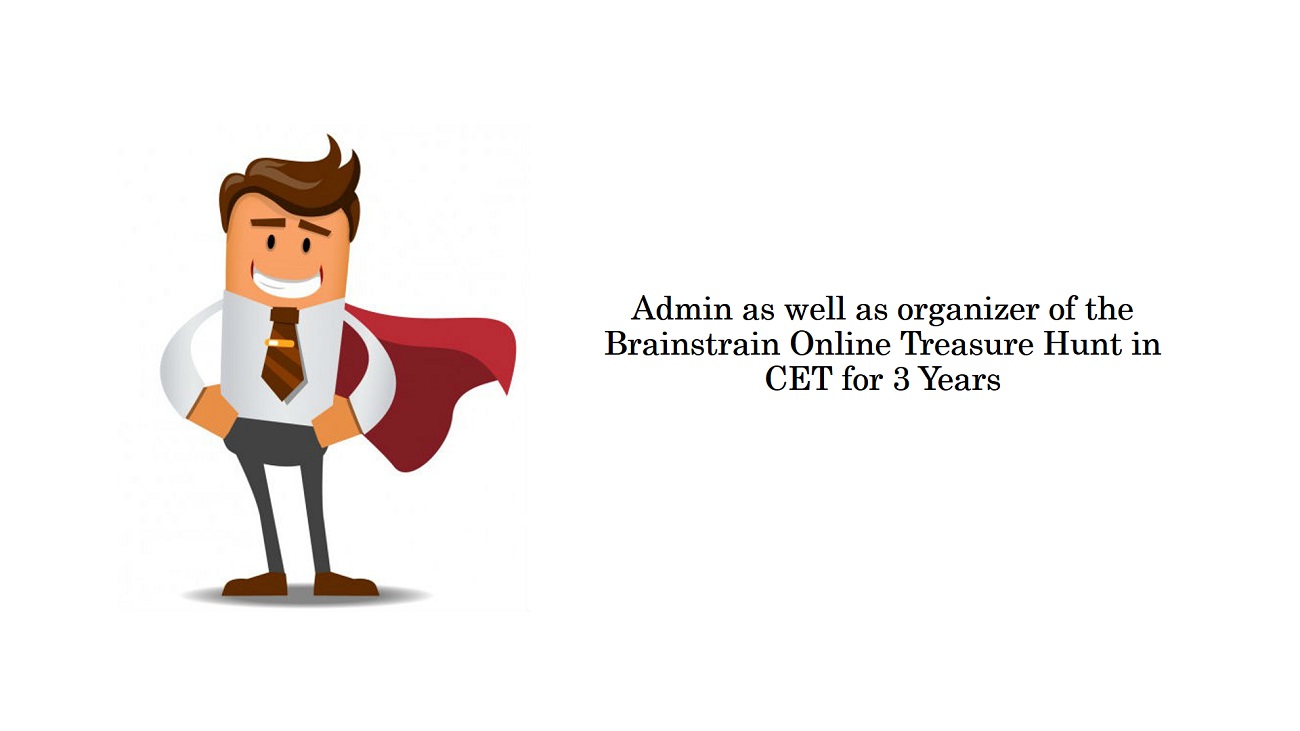 Admin as well as organizer of the
Brainstrain Online Treasure Hunt in
CET for 3 Years